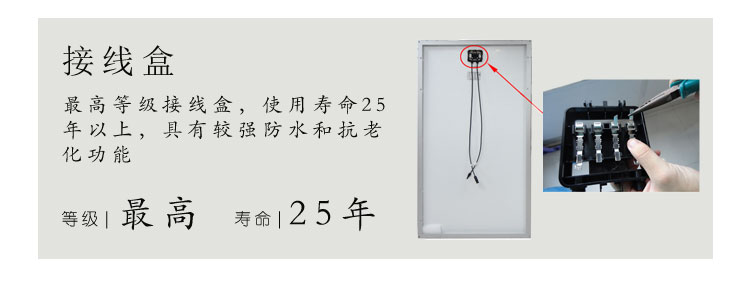 接线盒
最高等级接线盒，使用寿命25
年以上，具有较强防水和抗老
化功能
等级| 最高 寿命| 25年